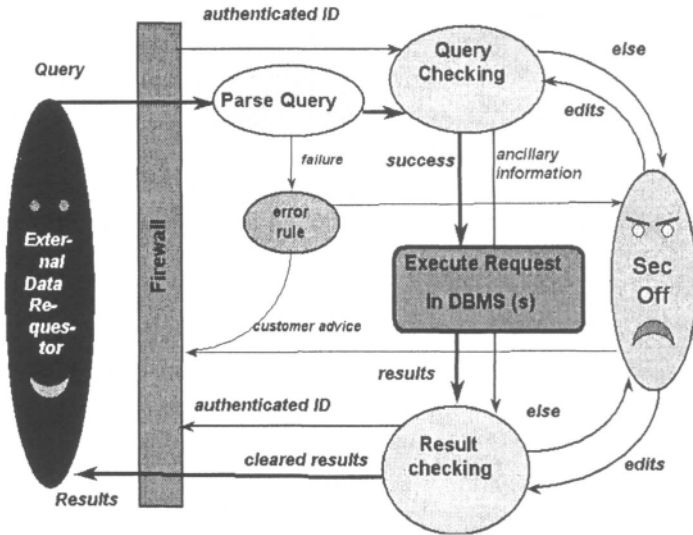 authenticated ID
Query
Checking
else
Query
Parse Query
edits
success
ancillary
information
failure
error
rule
Exter-
nal
Data
Re-
ques-
tor
Firewall
Execute Request
In DBMS (s)
Sec
Off
customer advice
results
authenticated ID
else
Result
checking
cleared results
edits
Results